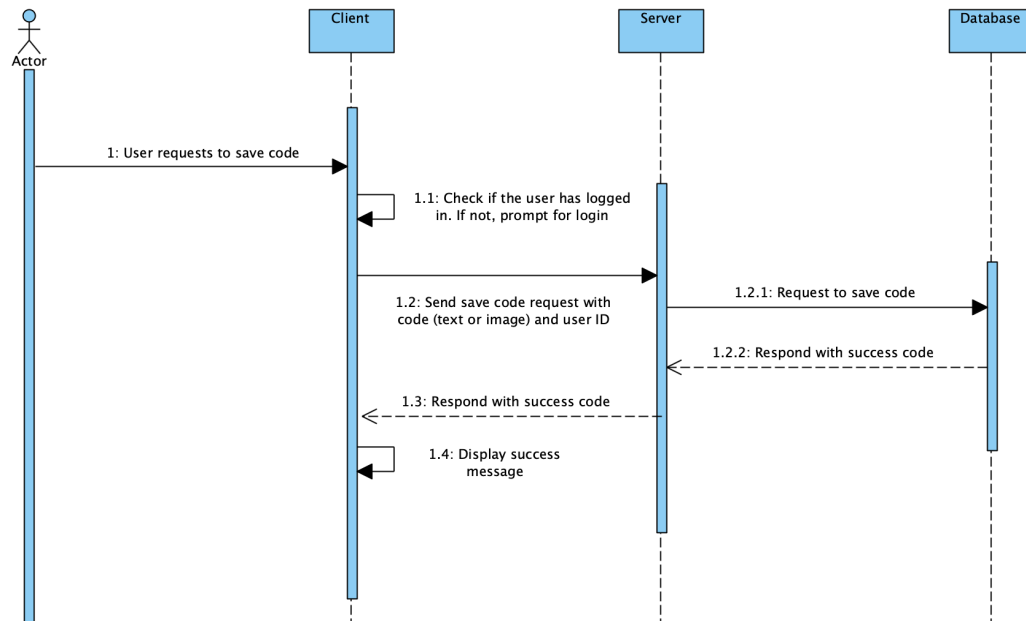 Client
Server
Database
Actor
1: User requests to save code
1.1: Check if the user has logged
in. If not, prompt for login
1.2: Send save code request with
code (text or image) and user ID
1.2.1: Request to save code
1.2.2: Respond with success code
1.3: Respond with success code
1.4: Display success
message